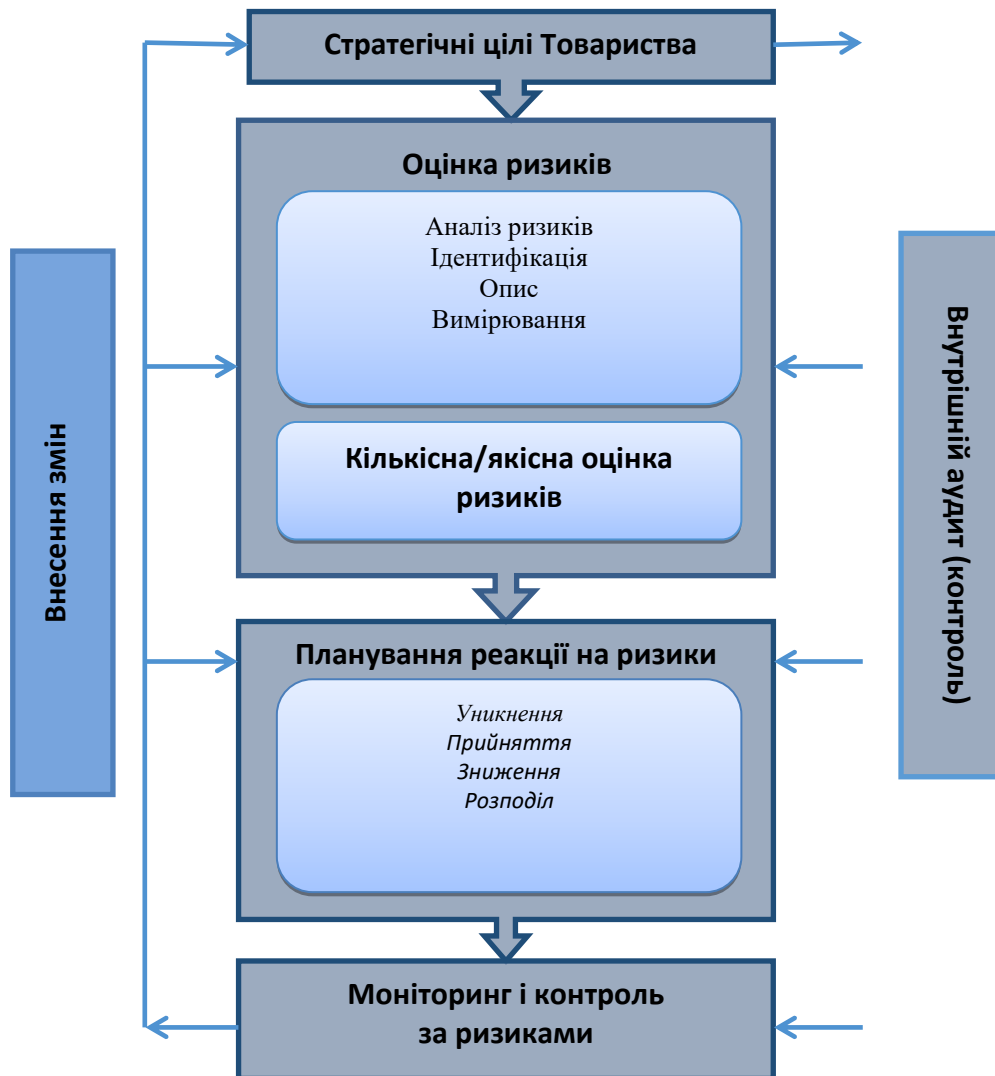 Стратегічні цілі Товариства
Оцінка ризиків
Аналіз ризиків
Ідентифікація
Опис
Вимірювання
Кількісна/якісна оцінка
ризиків
Планування реакції на ризики
Уникнення
Прийняття
Зниження
Розподіл
Моніторинг і контроль
за ризиками
Внесення змін
Внутрішній аудит (контроль)